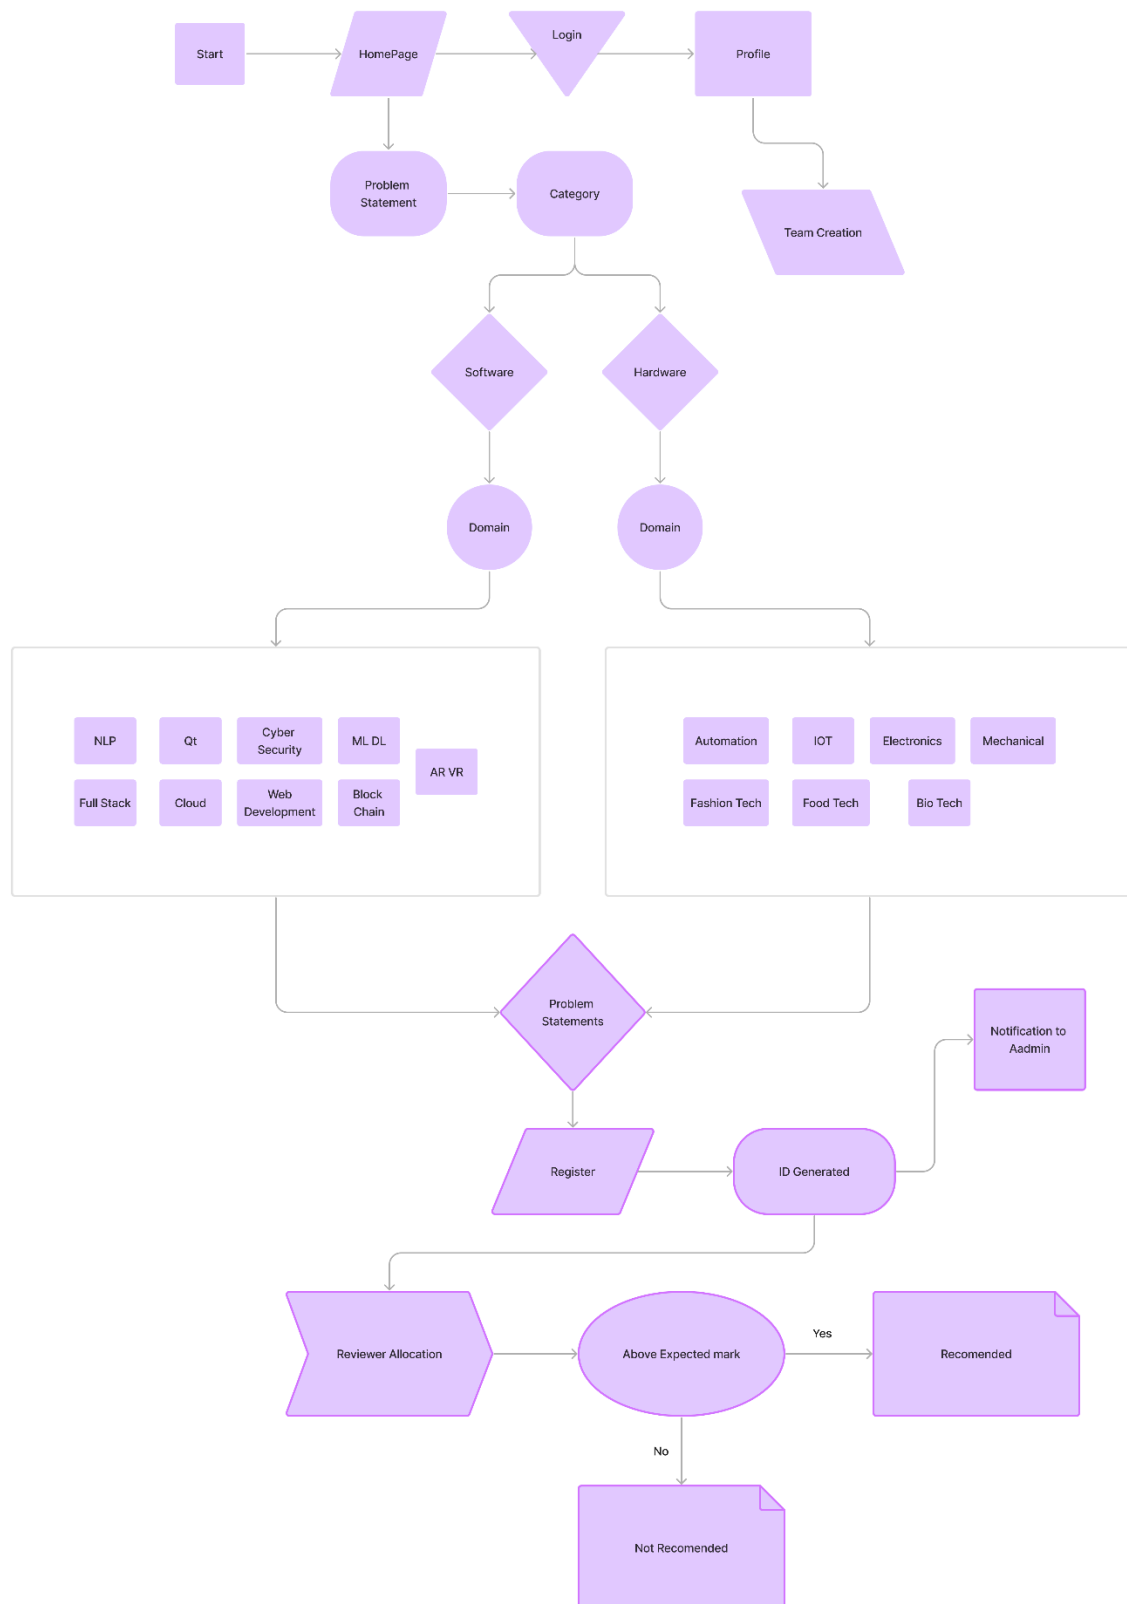 Start
HomePage
Login
Profile
Problem
Statement
Category
Team Creation
Software
Hardware
Domain
Domain
NLP
Qt
Cyber
Security
ML DL
AR VR
Full Stack
Cloud
Web
Development
Block
Chain
Automation
IOT
Electronics
Mechanical
Fashion Tech
Food Tech
Bio Tech
Problem
Statements
Notification to
Aadmin
Register
ID Generated
Reviewer Allocation
Above Expected mark
Yes
Recomended
No
Not Recomended